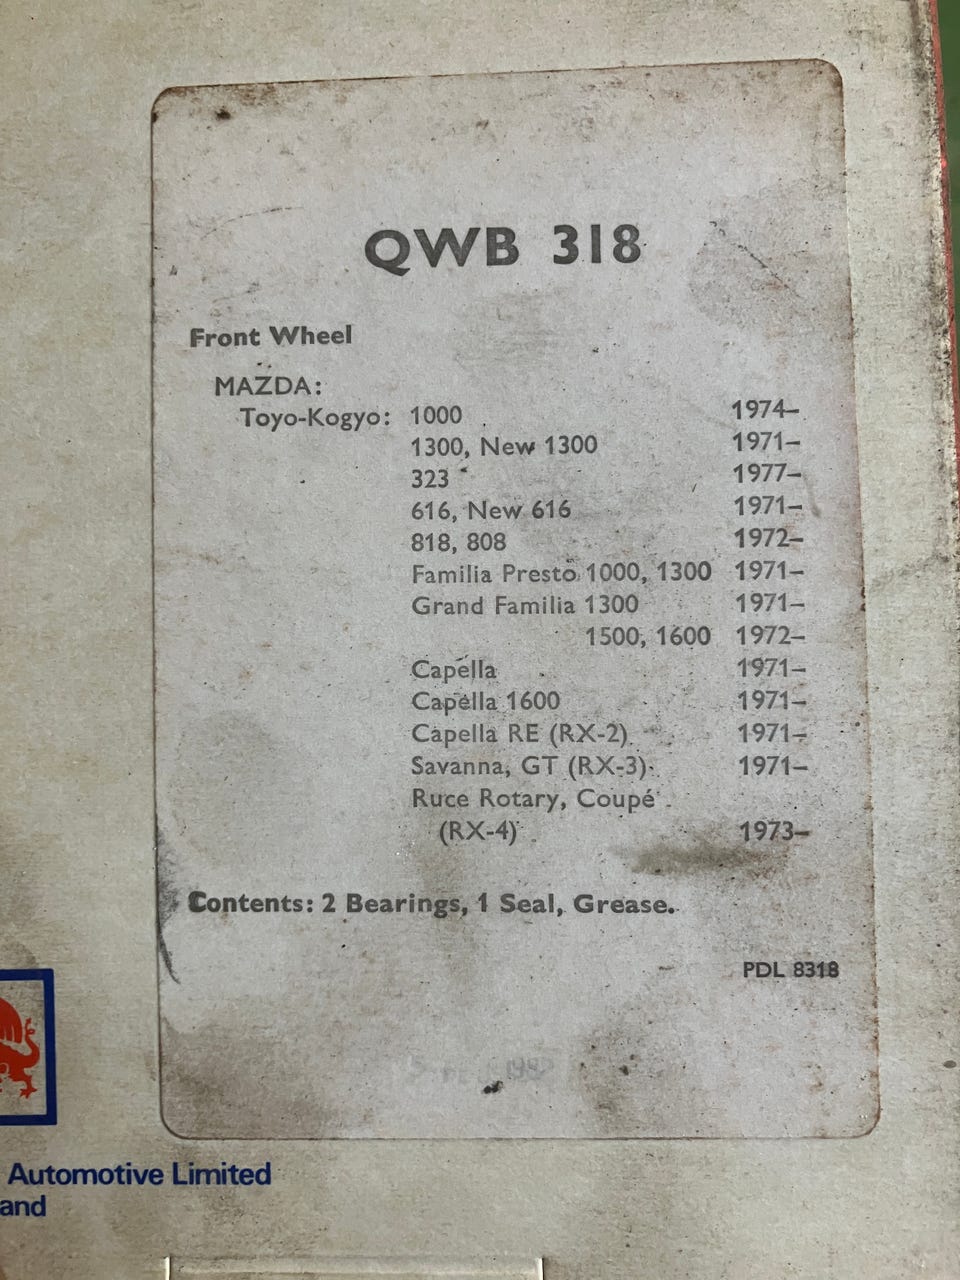 QWB 318
Front Wheel
MAZDA:
Toyo-Kogyo: 1000 1974–
1300, New 1300 1971–
323 1977–
616, New 616 1971–
818, 808 1972–
Familia Presto 1000, 1300 1971–
Grand Familia 1300 1971–
1500, 1600 1972–
Capella 1971–
Capella 1600 1971–
Capella RE (RX-2) 1971–
Savanna, GT (RX-3) 1971–
Ruce Rotary, Coupé
(RX-4) 1973–
Contents: 2 Bearings, 1 Seal, Grease.
PDL 8318
Automotive Limited
and